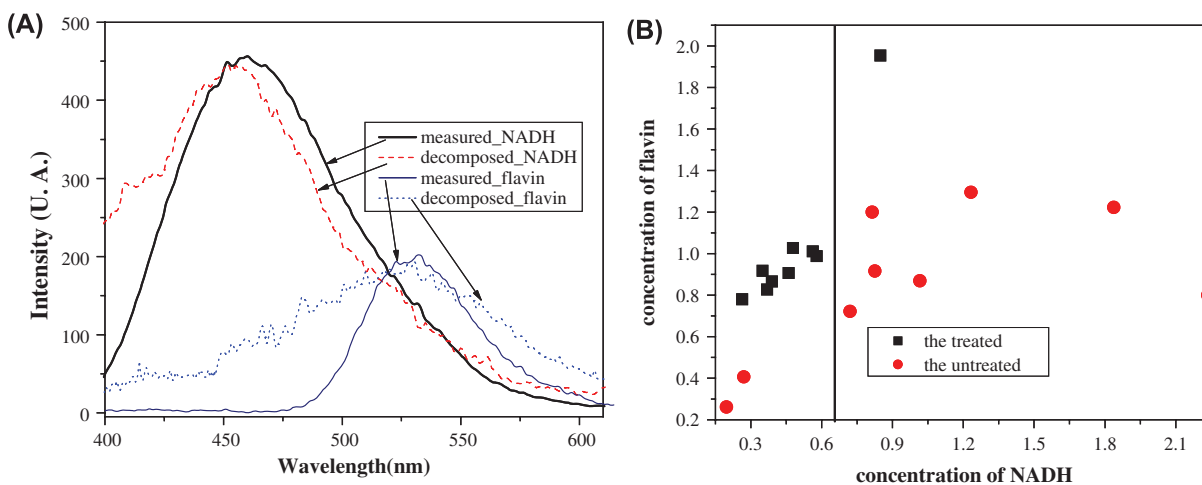 (A)
500
400
300
200
100
0
Intensity (U. A.)
measured_NADH
decomposed_NADH
measured_flavin
decomposed_flavin
400
450
500
550
600
Wavelength(nm)
(B)
2.0
1.8
1.6
1.4
1.2
1.0
0.8
0.6
0.4
0.2
concentration of flavin
the treated
the untreated
0.3
0.6
0.9
1.2
1.5
1.8
2.1
concentration of NADH